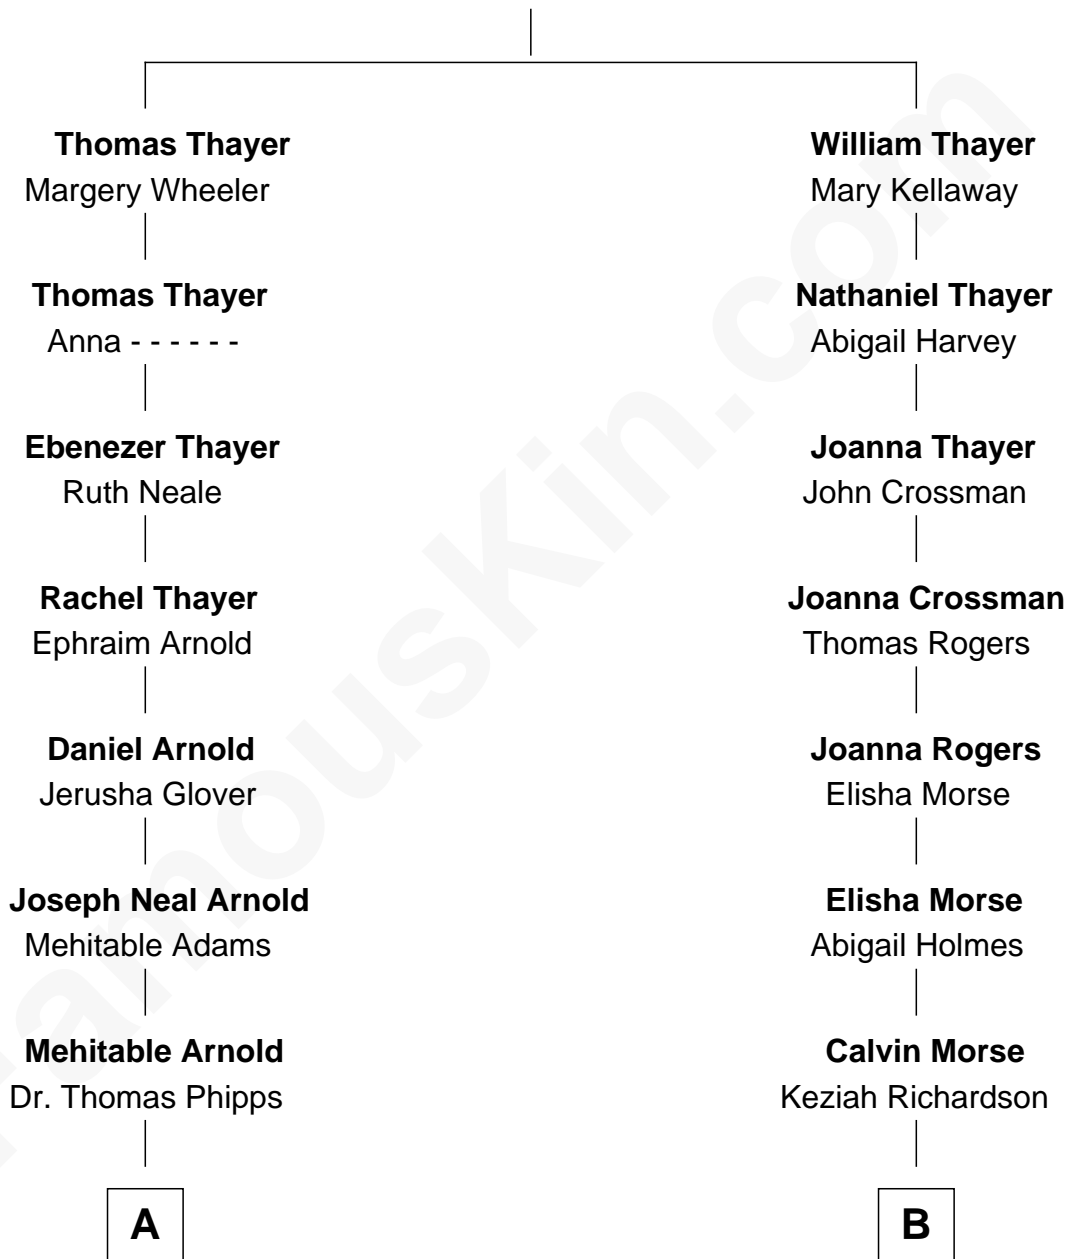 Thomas Thayer
Margery Wheeler
Thomas Thayer
Anna - - - - - -
Ebenezer Thayer
Ruth Neale
Rachel Thayer
Ephraim Arnold
Daniel Arnold
Jerusha Glover
Joseph Neal Arnold
Mehitable Adams
Mehitable Arnold
Dr. Thomas Phipps
A
William Thayer
Mary Kellaway
Nathaniel Thayer
Abigail Harvey
Joanna Thayer
John Crossman
Joanna Crossman
Thomas Rogers
Joanna Rogers
Elisha Morse
Elisha Morse
Abigail Holmes
Calvin Morse
Keziah Richardson
B
FamousKin.com